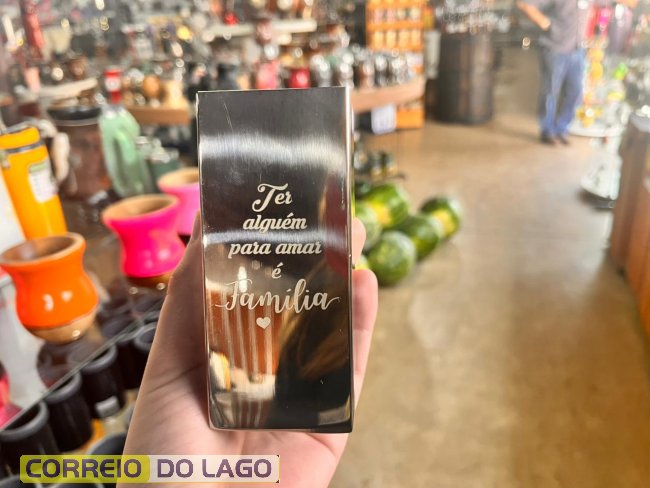 Ter
alguém
para amar
é
Família
CORREIO DO LAGO